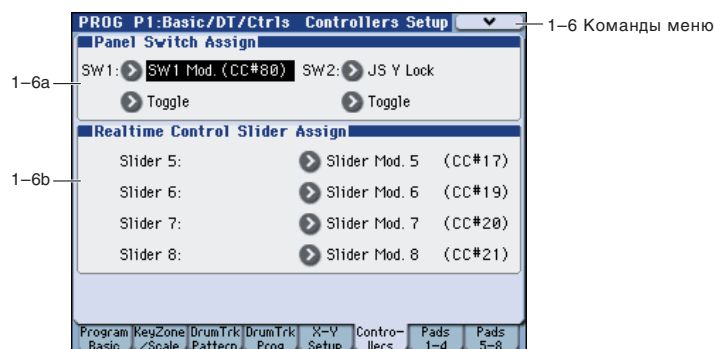 PROG P1:Basic/DT/Ctrls Controllers Setup
1–6 Команды меню
Panel Switch Assign
1–6a
SW1: SW1 Mod. (CC#80) SW2: JS Y Lock
Toggle Toggle
Realtime Control Slider Assign
1–6b
Slider 5: Slider Mod. 5 (CC#17)
Slider 6: Slider Mod. 6 (CC#19)
Slider 7: Slider Mod. 7 (CC#20)
Slider 8: Slider Mod. 8 (CC#21)
Program KeyZone DrumTrk DrumTrk X–Y Contro– Pads Pads
Basic /Scale Pattern Prog Setup llers 1–4 5–8